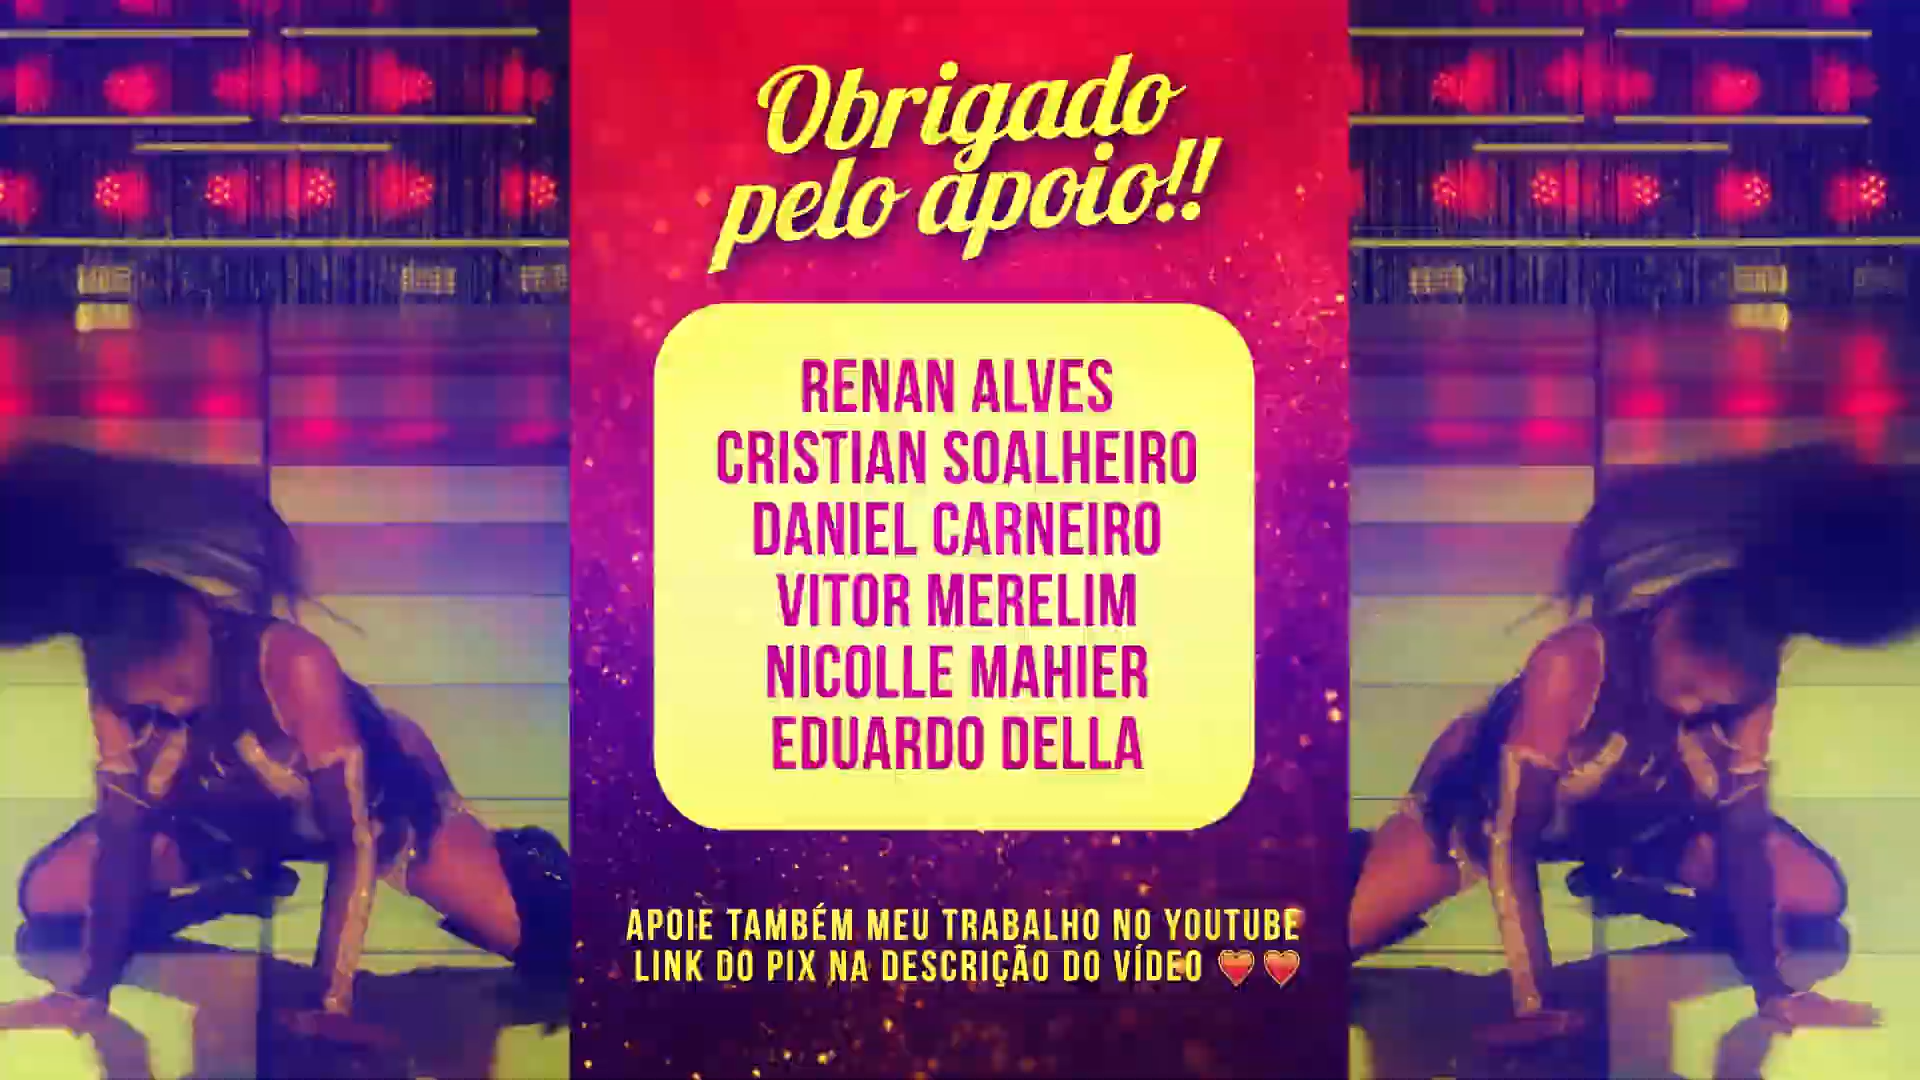 Obrigado
pelo apoio!!
RENAN ALVES
CRISTIAN SOALHEIRO
DANIEL CARNEIRO
VITOR MERELIM
NICOLLE MAHIER
EDUARDO DELLA
APOIE TAMBÉM MEU TRABALHO NO YOUTUBE
LINK DO PIX NA DESCRIÇÃO DO VÍDEO ❤️❤️